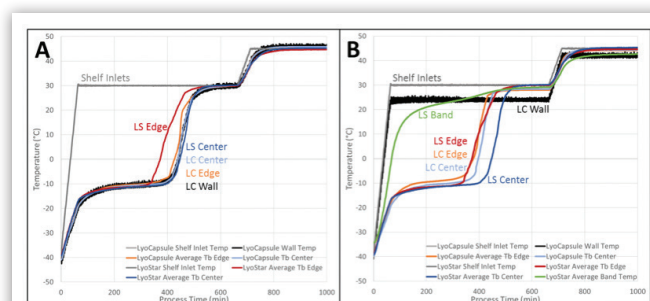 A
B
Shelf Inlets
LS Edge
LS Center
LC Center
LC Edge
LC Wall
Shelf Inlets
LS Band
LC Wall
LS Edge
LC Edge
LC Center
LS Center
Temperature (°C)
50
40
30
20
10
0
-10
-20
-30
-40
-50
0
200
400
600
800
1000
Process Time (min)
LyoCapsule Shelf Inlet Temp
LyoCapsule Wall Temp
LyoCapsule Average Tb Edge
LyoCapsule Tb Center
LyoStar Shelf Inlet Temp
LyoStar Average Tb Edge
LyoStar Average Tb Center
Temperature (°C)
50
40
30
20
10
0
-10
-20
-30
-40
-50
0
200
400
600
800
1000
Process Time (min)
LyoCapsule Shelf Inlet Temp
LyoCapsule Wall Temp
LyoCapsule Average Tb Edge
LyoCapsule Tb Center
LyoStar Shelf Inlet Temp
LyoStar Average Tb Edge
LyoStar Average Tb Center
LyoStar Average Band Temp